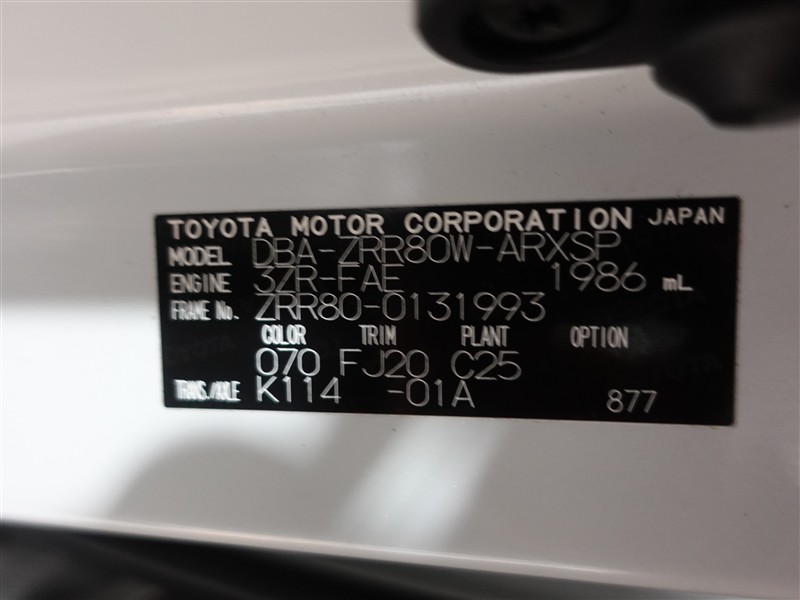 TOYOTA MOTOR CORPORATION JAPAN
MODEL DBA-ZRR80W-ARXSP
ENGINE 3ZR-FAE 1986 mL
FRAME No. ZRR80-0131993
COLOR TRIM PLANT OPTION
070 FJ20 C25
TRANS./AXLE K114 -01A
877